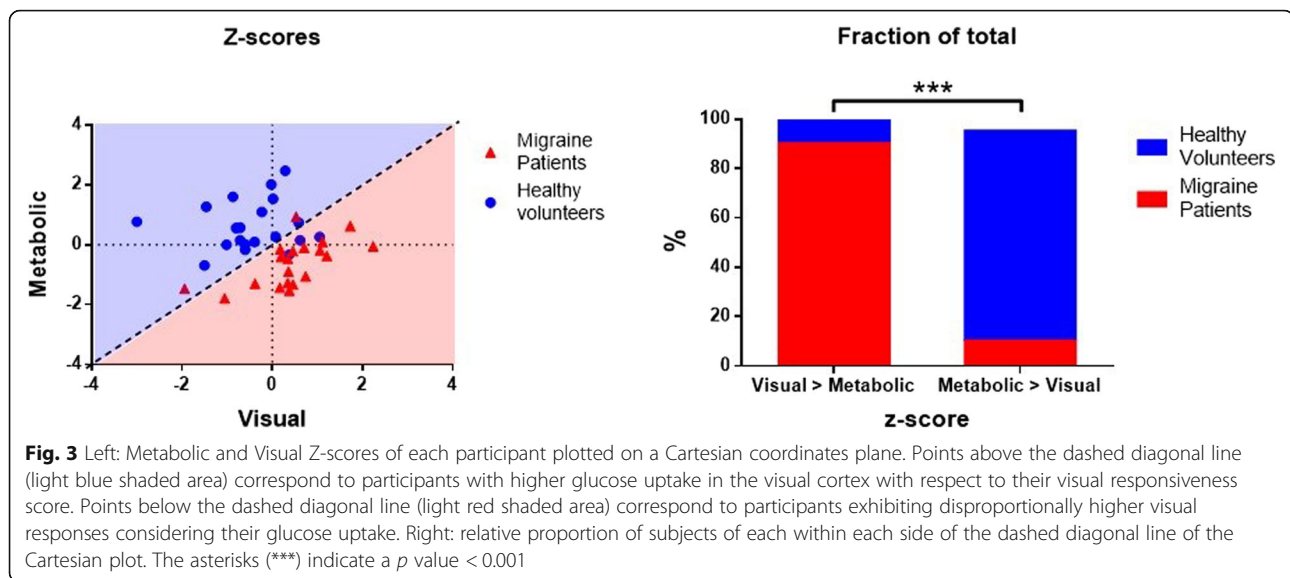 Z-scores
4
2
0
-2
-4
-4
-2
0
2
4
Metabolic
Visual
Migraine
Patients
Healthy
volunteers
Fraction of total
***
100
80
60
40
20
0
%
Visual > Metabolic
Metabolic > Visual
z-score
Healthy
Volunteers
Migraine
Patients
Fig. 3 Left: Metabolic and Visual Z-scores of each participant plotted on a Cartesian coordinates plane. Points above the dashed diagonal line
(light blue shaded area) correspond to participants with higher glucose uptake in the visual cortex with respect to their visual responsiveness
score. Points below the dashed diagonal line (light red shaded area) correspond to participants exhibiting disproportionally higher visual
responses considering their glucose uptake. Right: relative proportion of subjects of each within each side of the dashed diagonal line of the
Cartesian plot. The asterisks (***) indicate a p value < 0.001